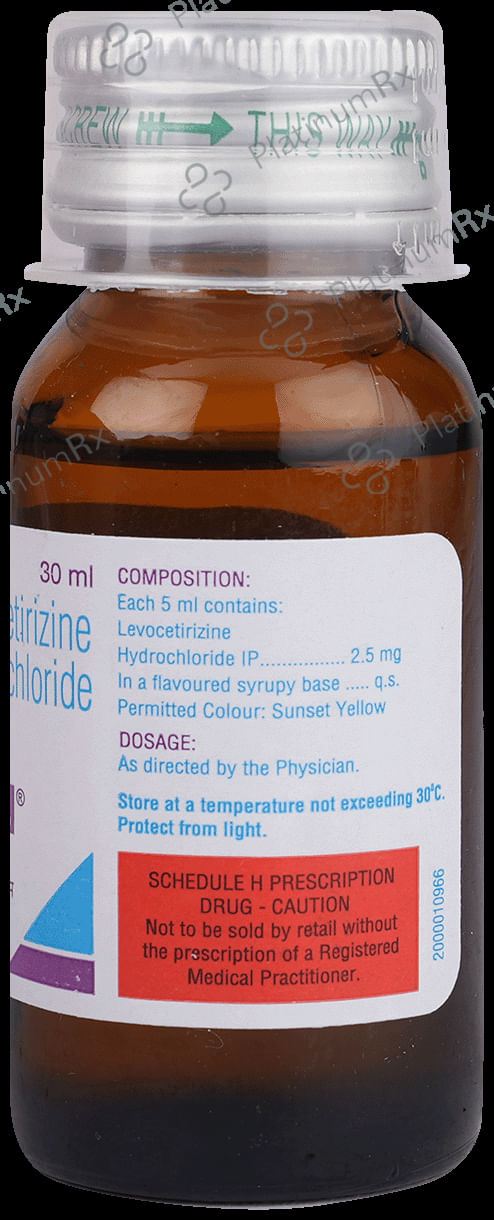 SCREW THIS WAY
PlatinumRx
PlatinumRx
PlatinumRx
30 ml
etirizine
chloride
®
COMPOSITION:
Each 5 ml contains:
Levocetirizine
Hydrochloride IP................ 2.5 mg
In a flavoured syrupy base ..... q.s.
Permitted Colour: Sunset Yellow
DOSAGE:
As directed by the Physician.
Store at a temperature not exceeding 30°C.
Protect from light.
SCHEDULE H PRESCRIPTION
DRUG - CAUTION
Not to be sold by retail without
the prescription of a Registered
Medical Practitioner.
2000010966